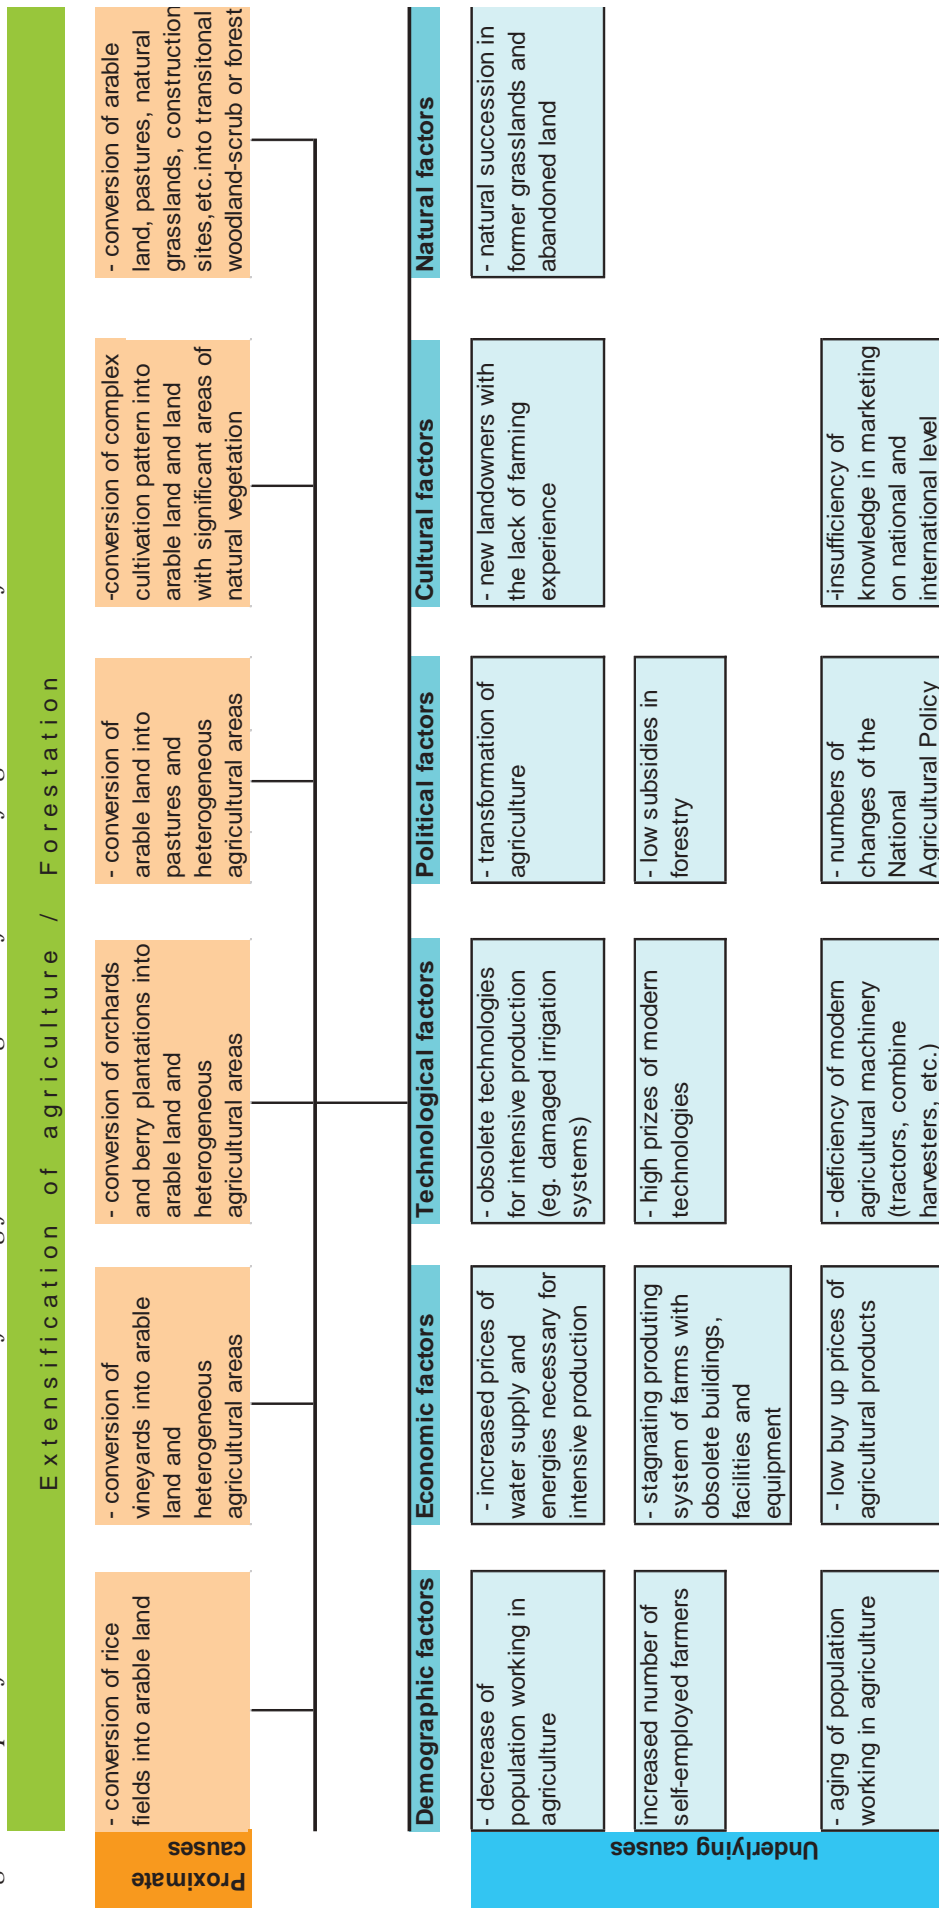 Extensification of agriculture / Forestation
Proximate
causes
- conversion of rice
fields into arable land
- conversion of
vineyards into arable
land and
heterogeneous
agricultural areas
- conversion of orchards
and berry plantations into
arable land and
heterogeneous
agricultural areas
- conversion of
arable land into
pastures and
heterogeneous
agricultural areas
-conversion of complex
cultivation pattern into
arable land and land
with significant areas of
natural vegetation
- conversion of arable
land, pastures, natural
grasslands, construction
sites,etc.into transitonal
woodland-scrub or forest
Demographic factors
Economic factors
Technological factors
Political factors
Cultural factors
Natural factors
Underlying causes
- decrease of
population working in
agriculture
- increased prices of
water supply and
energies necessary for
intensive production
- obsolete technologies
for intensive production
(eg. damaged irrigation
systems)
- transformation of
agriculture
- new landowners with
the lack of farming
experience
- natural succession in
former grasslands and
abandoned land
increased number of
self-employed farmers
- stagnating produting
system of farms with
obsolete buildings,
facilities and
equipment
- high prizes of modern
technologies
- low subsidies in
forestry
- aging of population
working in agriculture
- low buy up prices of
agricultural products
- deficiency of modern
agricultural machinery
(tractors, combine
harvesters, etc.)
- numbers of
changes of the
National
Agricultural Policy
-insufficiency of
knowledge in marketing
on national and
international level